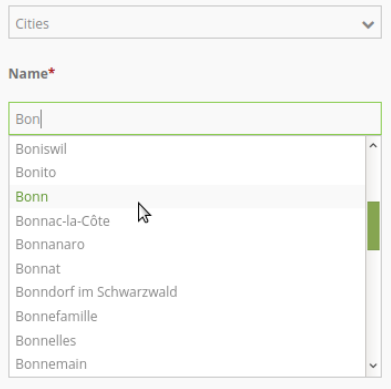 Cities
Name*
Bon
Boniswil
Bonito
Bonn
Bonnac-la-Côte
Bonnanaro
Bonnat
Bonndorf im Schwarzwald
Bonnefamille
Bonnelles
Bonnemain